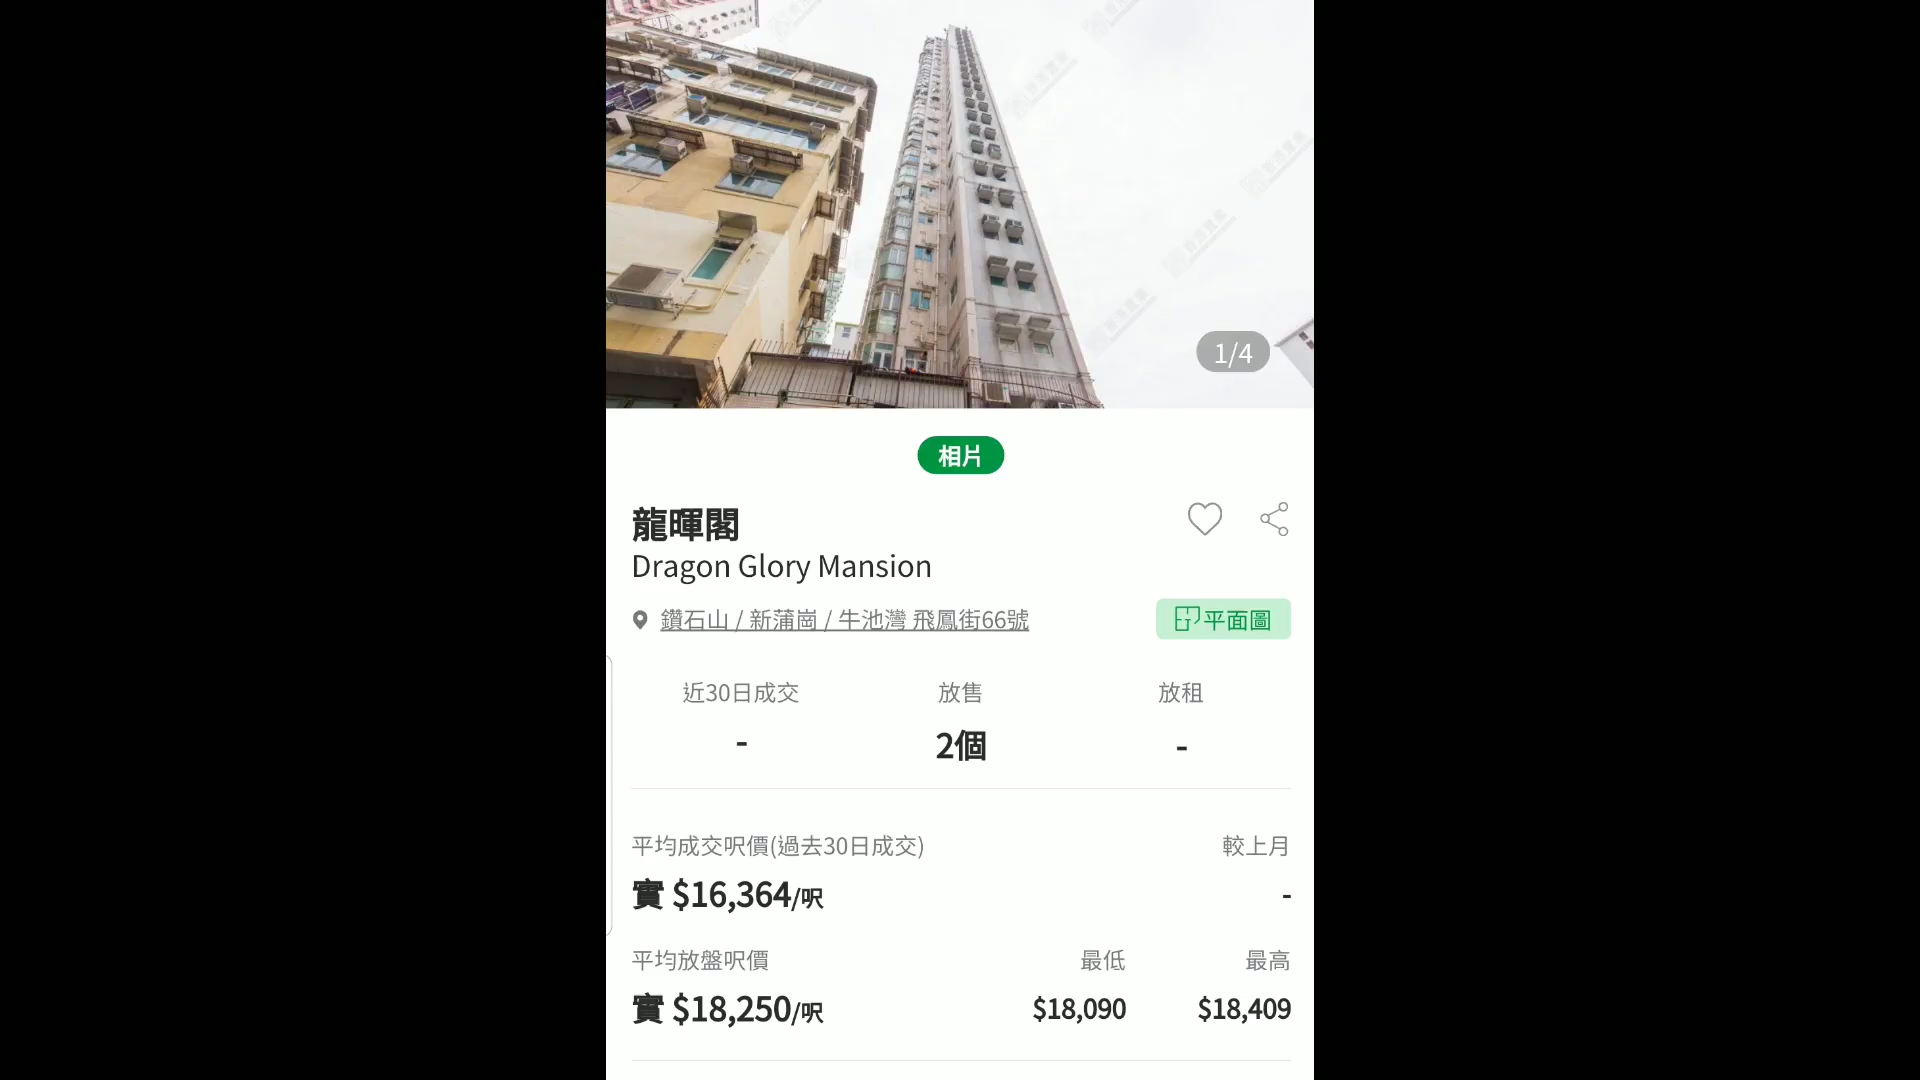 1/4
相片
龍暉閣
Dragon Glory Mansion
鑽石山 / 新蒲崗 / 牛池灣 飛鳳街66號
平面圖
近30日成交 放售 放租
- 2個 -
平均成交呎價(過去30日成交) 較上月
實 $16,364/呎 -
平均放盤呎價 最低 最高
實 $18,250/呎 $18,090 $18,409